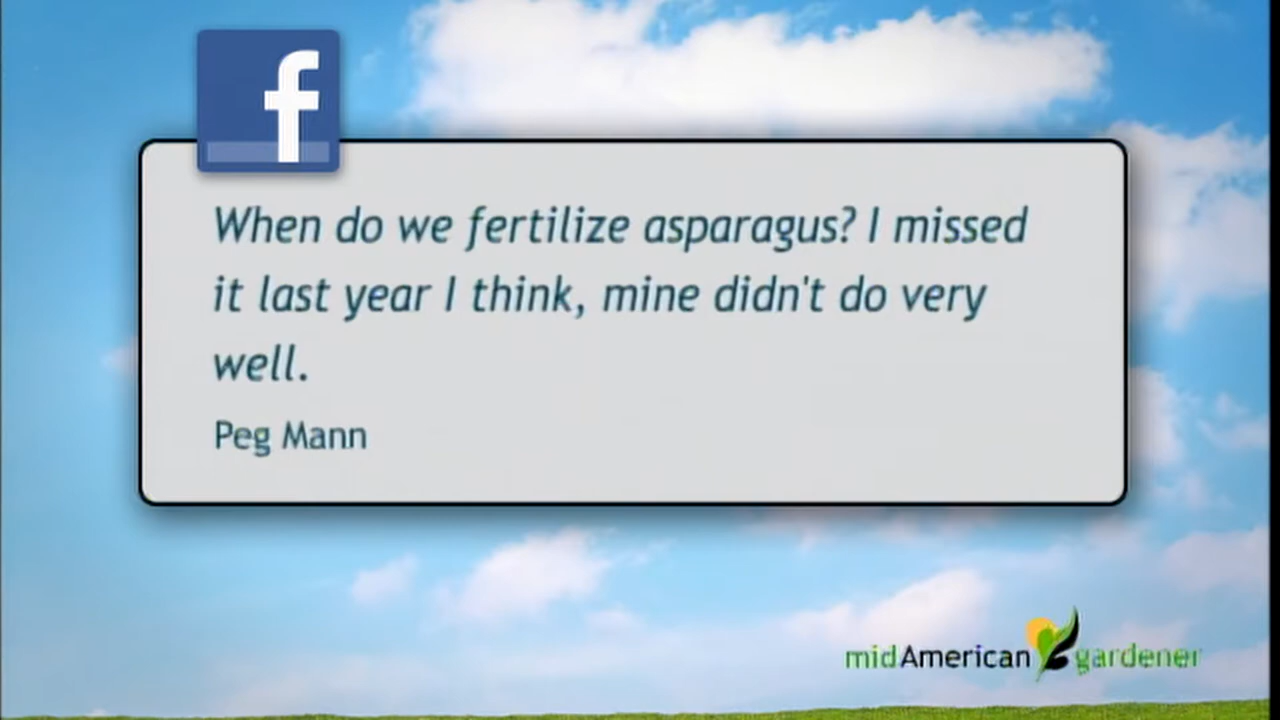 f
When do we fertilize asparagus? I missed
it last year I think, mine didn't do very
well.
Peg Mann
midAmerican gardener